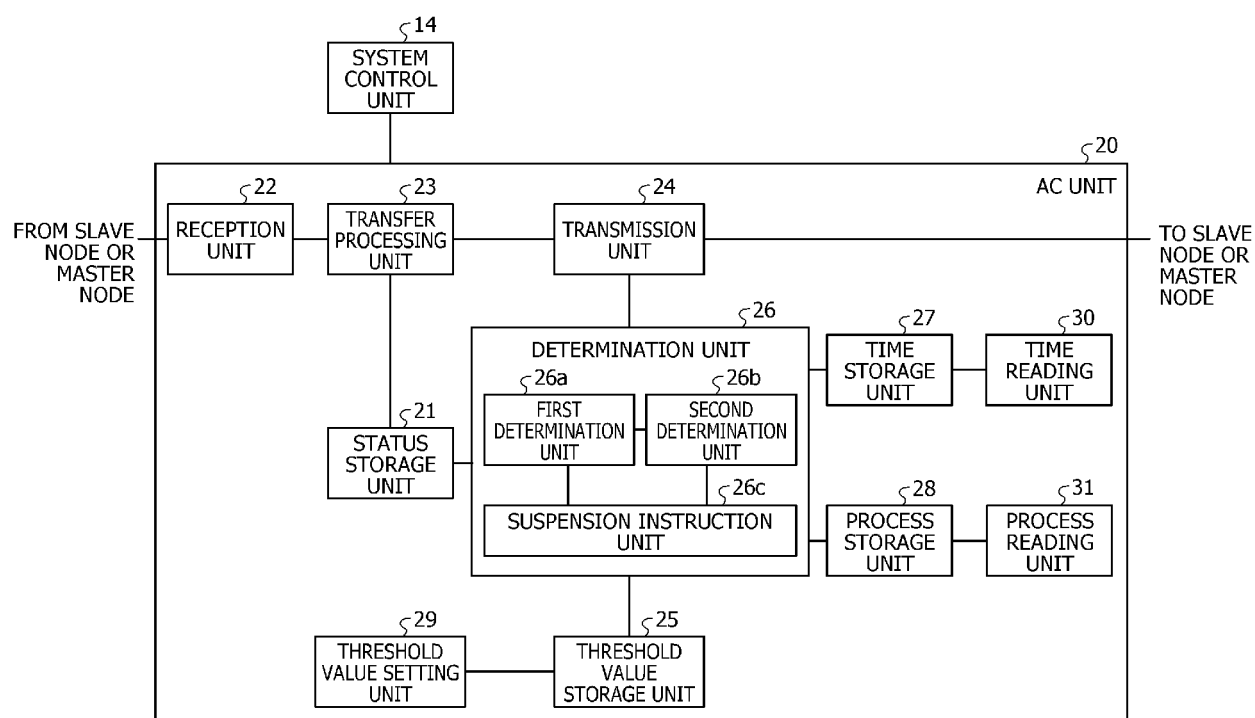 14
SYSTEM
CONTROL
UNIT
20
AC UNIT
22
RECEPTION
UNIT
23
TRANSFER
PROCESSING
UNIT
24
TRANSMISSION
UNIT
FROM SLAVE
NODE OR
MASTER
NODE
TO SLAVE
NODE OR
MASTER
NODE
26
DETERMINATION UNIT
26a
FIRST
DETERMINATION
UNIT
26b
SECOND
DETERMINATION
UNIT
26c
SUSPENSION INSTRUCTION
UNIT
27
TIME
STORAGE
UNIT
30
TIME
READING
UNIT
21
STATUS
STORAGE
UNIT
28
PROCESS
STORAGE
UNIT
31
PROCESS
READING
UNIT
29
THRESHOLD
VALUE SETTING
UNIT
25
THRESHOLD
VALUE
STORAGE UNIT